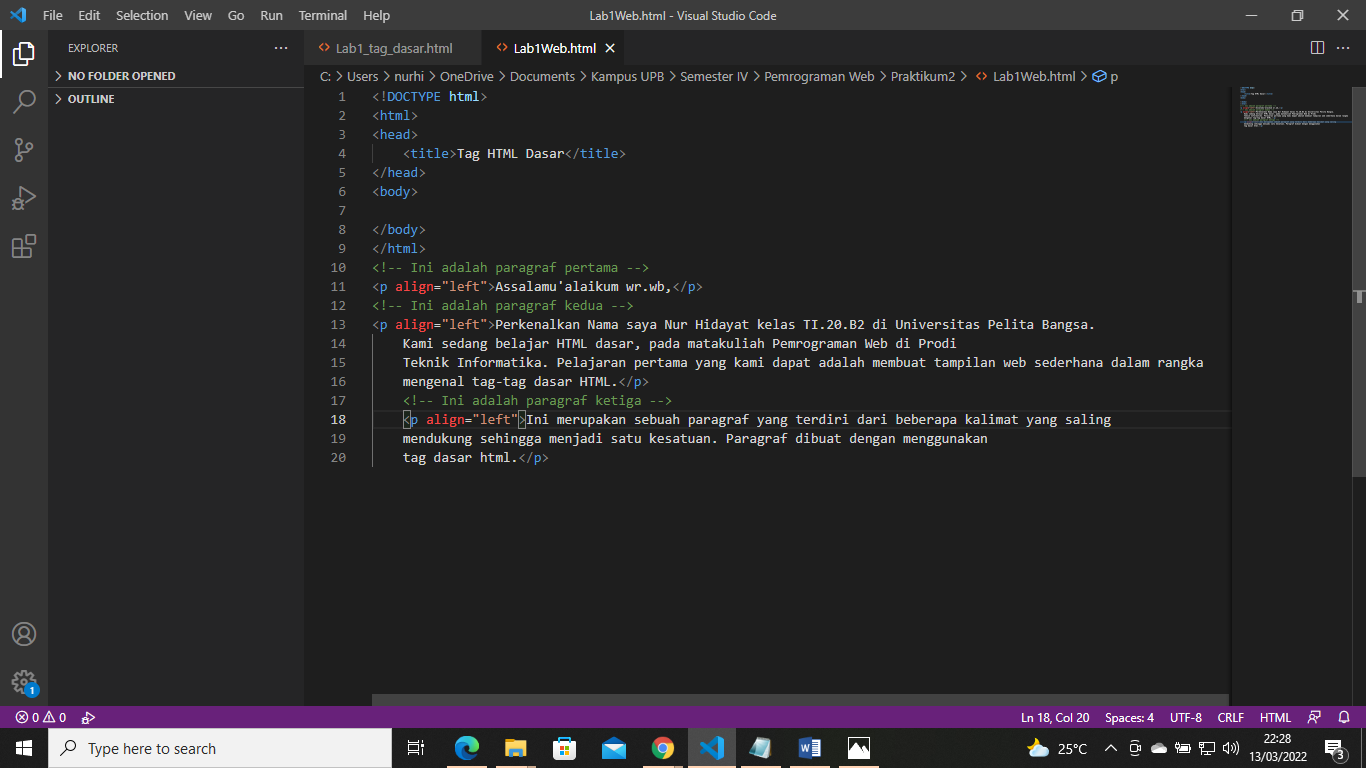 File Edit Selection View Go Run Terminal Help Lab1Web.html - Visual Studio Code
EXPLORER
NO FOLDER OPENED
OUTLINE
Lab1_tag_dasar.html Lab1Web.html
C: > Users > nurhi > OneDrive > Documents > Kampus UPB > Semester IV > Pemrograman Web > Praktikum2 > Lab1Web.html > p
1 <!DOCTYPE html>
2 <html>
3 <head>
4 <title>Tag HTML Dasar</title>
5 </head>
6 <body>
7
8 </body>
9 </html>
10 <!-- Ini adalah paragraf pertama -->
11 <p align="left">Assalamu'alaikum wr.wb,</p>
12 <!-- Ini adalah paragraf kedua -->
13 <p align="left">Perkenalkan Nama saya Nur Hidayat kelas TI.20.B2 di Universitas Pelita Bangsa.
14 Kami sedang belajar HTML dasar, pada matakuliah Pemrograman Web di Prodi
15 Teknik Informatika. Pelajaran pertama yang kami dapat adalah membuat tampilan web sederhana dalam rangka
16 mengenal tag-tag dasar HTML.</p>
17 <!-- Ini adalah paragraf ketiga -->
18 <p align="left">Ini merupakan sebuah paragraf yang terdiri dari beberapa kalimat yang saling
19 mendukung sehingga menjadi satu kesatuan. Paragraf dibuat dengan menggunakan
20 tag dasar html.</p>
1
0 0 Ln 18, Col 20 Spaces: 4 UTF-8 CRLF HTML
Type here to search 25°C 22:28
13/03/2022 3